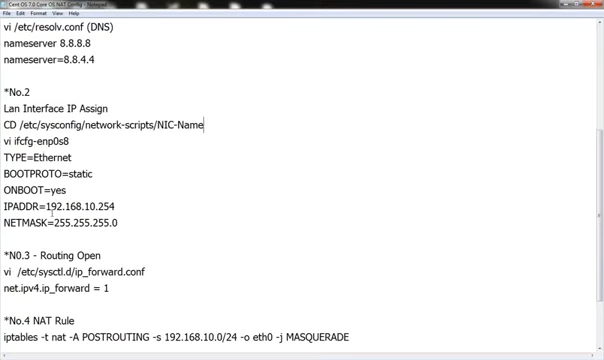 Cent OS 7.0 Core OS NAT Config - Notepad
File Edit Format View Help
vi /etc/resolv.conf (DNS)
nameserver 8.8.8.8
nameserver=8.8.4.4
*No.2
Lan Interface IP Assign
CD /etc/sysconfig/network-scripts/NIC-Name
vi ifcfg-enp0s8
TYPE=Ethernet
BOOTPROTO=static
ONBOOT=yes
IPADDR=192.168.10.254
NETMASK=255.255.255.0
*N0.3 - Routing Open
vi  /etc/sysctl.d/ip_forward.conf
net.ipv4.ip_forward = 1
*No.4 NAT Rule
iptables -t nat -A POSTROUTING -s 192.168.10.0/24 -o eth0 -j MASQUERADE